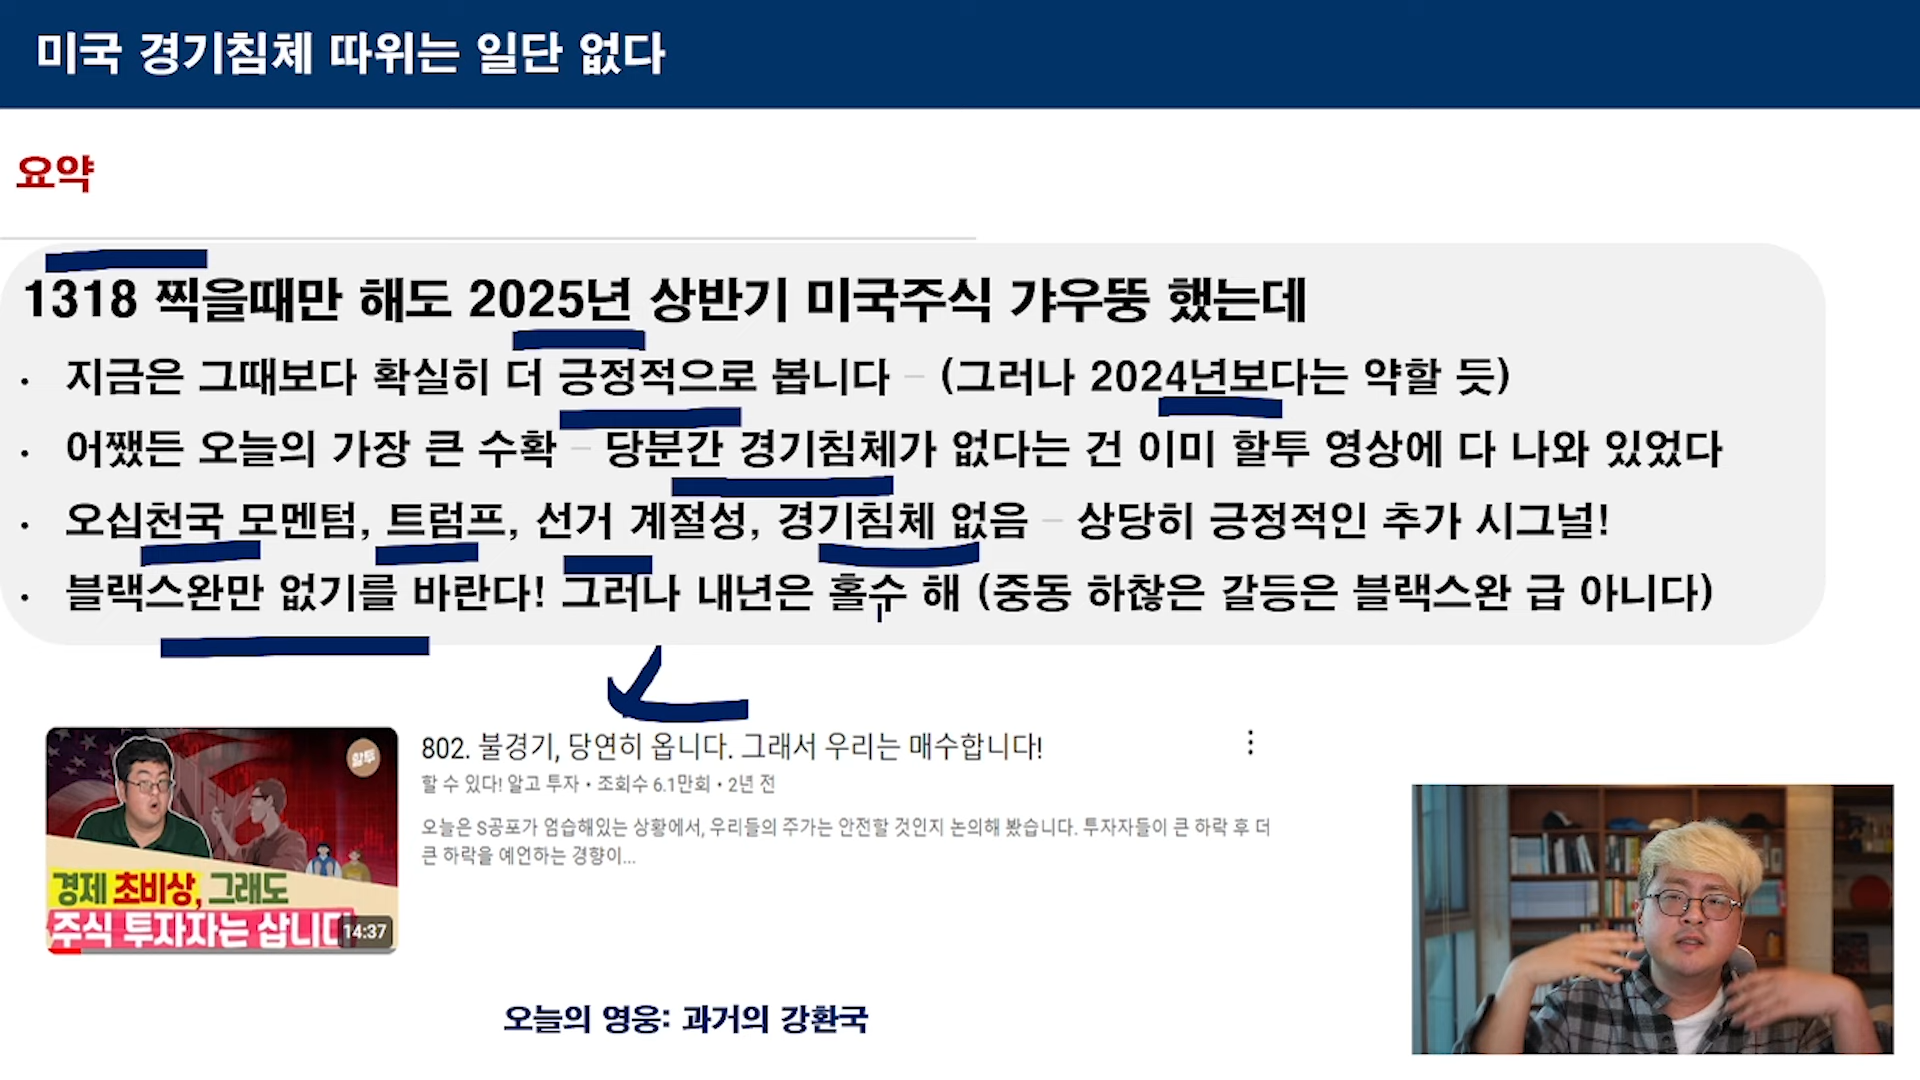 미국 경기침체 따위는 일단 없다
요약
1318 찍을때만 해도 2025년 상반기 미국주식 갸우뚱 했는데
· 지금은 그때보다 확실히 더 긍정적으로 봅니다 – (그러나 2024년보다는 약할 듯)
· 어쨌든 오늘의 가장 큰 수확 – 당분간 경기침체가 없다는 건 이미 할투 영상에 다 나와 있었다
· 오십천국 모멘텀, 트럼프, 선거 계절성, 경기침체 없음 – 상당히 긍정적인 추가 시그널!
· 블랙스완만 없기를 바란다! 그러나 내년은 홀수 해 (중동 하찮은 갈등은 블랙스완 급 아니다)
할투
경제 초비상, 그래도
주식 투자자는 삽니다
14:37
802. 불경기, 당연히 옵니다. 그래서 우리는 매수합니다!
할 수 있다! 알고 투자 • 조회수 6.1만회 • 2년 전
오늘은 S공포가 엄습해있는 상황에서, 우리들의 주가는 안전할 것인지 논의해 봤습니다. 투자자들이 큰 하락 후 더
큰 하락을 예언하는 경향이...
오늘의 영웅: 과거의 강환국